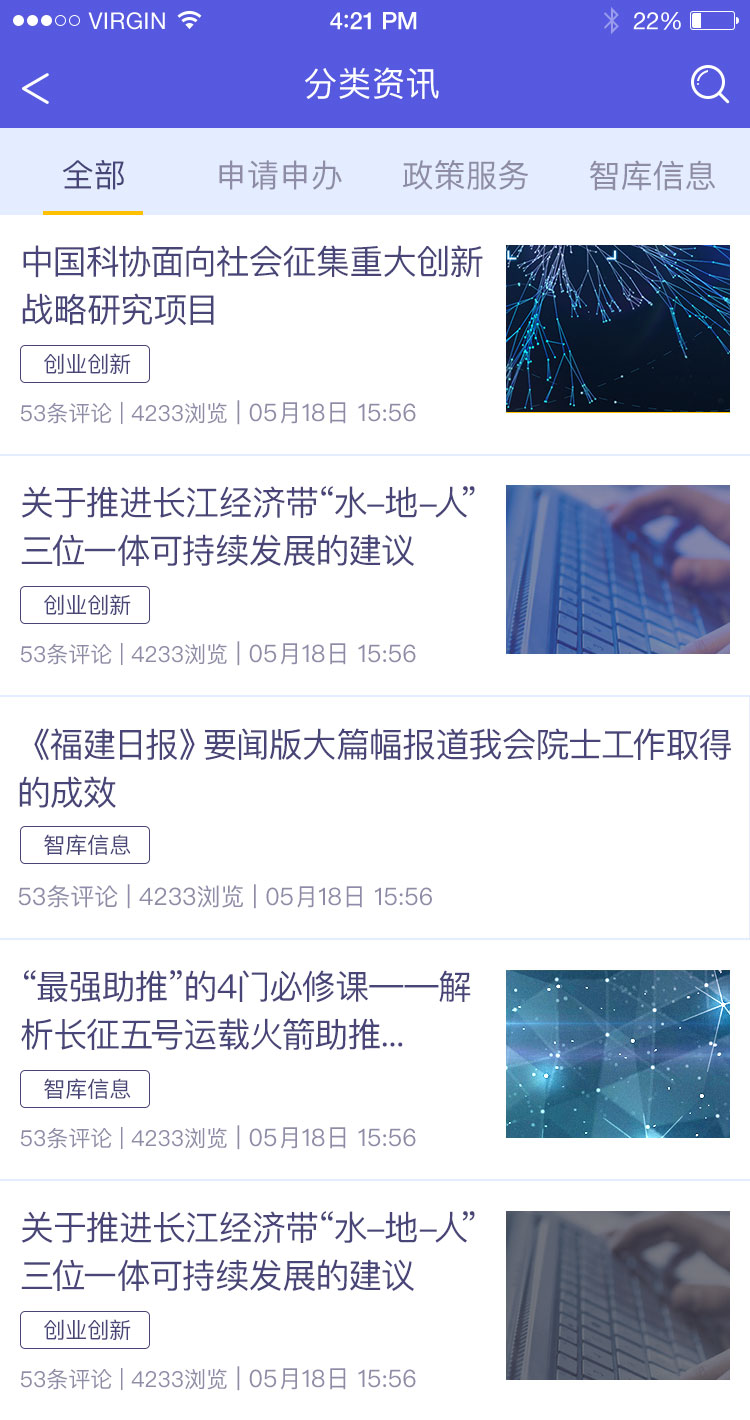 VIRGIN 4:21 PM 22%
分类资讯
全部 申请申办 政策服务 智库信息
中国科协面向社会征集重大创新
战略研究项目
创业创新
53条评论 | 4233浏览 | 05月18日 15:56
关于推进长江经济带“水–地–人”
三位一体可持续发展的建议
创业创新
53条评论 | 4233浏览 | 05月18日 15:56
《福建日报》要闻版大篇幅报道我会院士工作取得
的成效
智库信息
53条评论 | 4233浏览 | 05月18日 15:56
“最强助推”的4门必修课——解
析长征五号运载火箭助推...
智库信息
53条评论 | 4233浏览 | 05月18日 15:56
关于推进长江经济带“水–地–人”
三位一体可持续发展的建议
创业创新
53条评论 | 4233浏览 | 05月18日 15:56